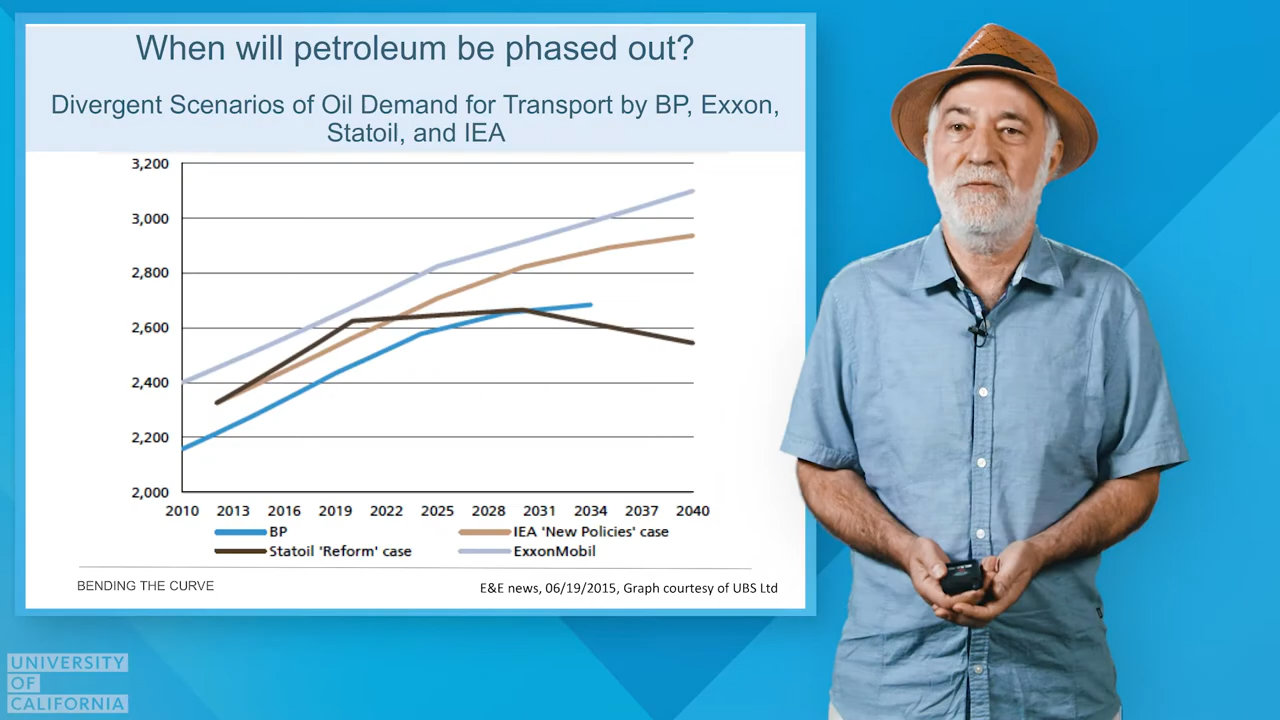 When will petroleum be phased out?
Divergent Scenarios of Oil Demand for Transport by BP, Exxon,
Statoil, and IEA
3,200
3,000
2,800
2,600
2,400
2,200
2,000
2010 2013 2016 2019 2022 2025 2028 2031 2034 2037 2040
BP IEA 'New Policies' case
Statoil 'Reform' case ExxonMobil
BENDING THE CURVE E&E news, 06/19/2015, Graph courtesy of UBS Ltd
UNIVERSITY
OF
CALIFORNIA